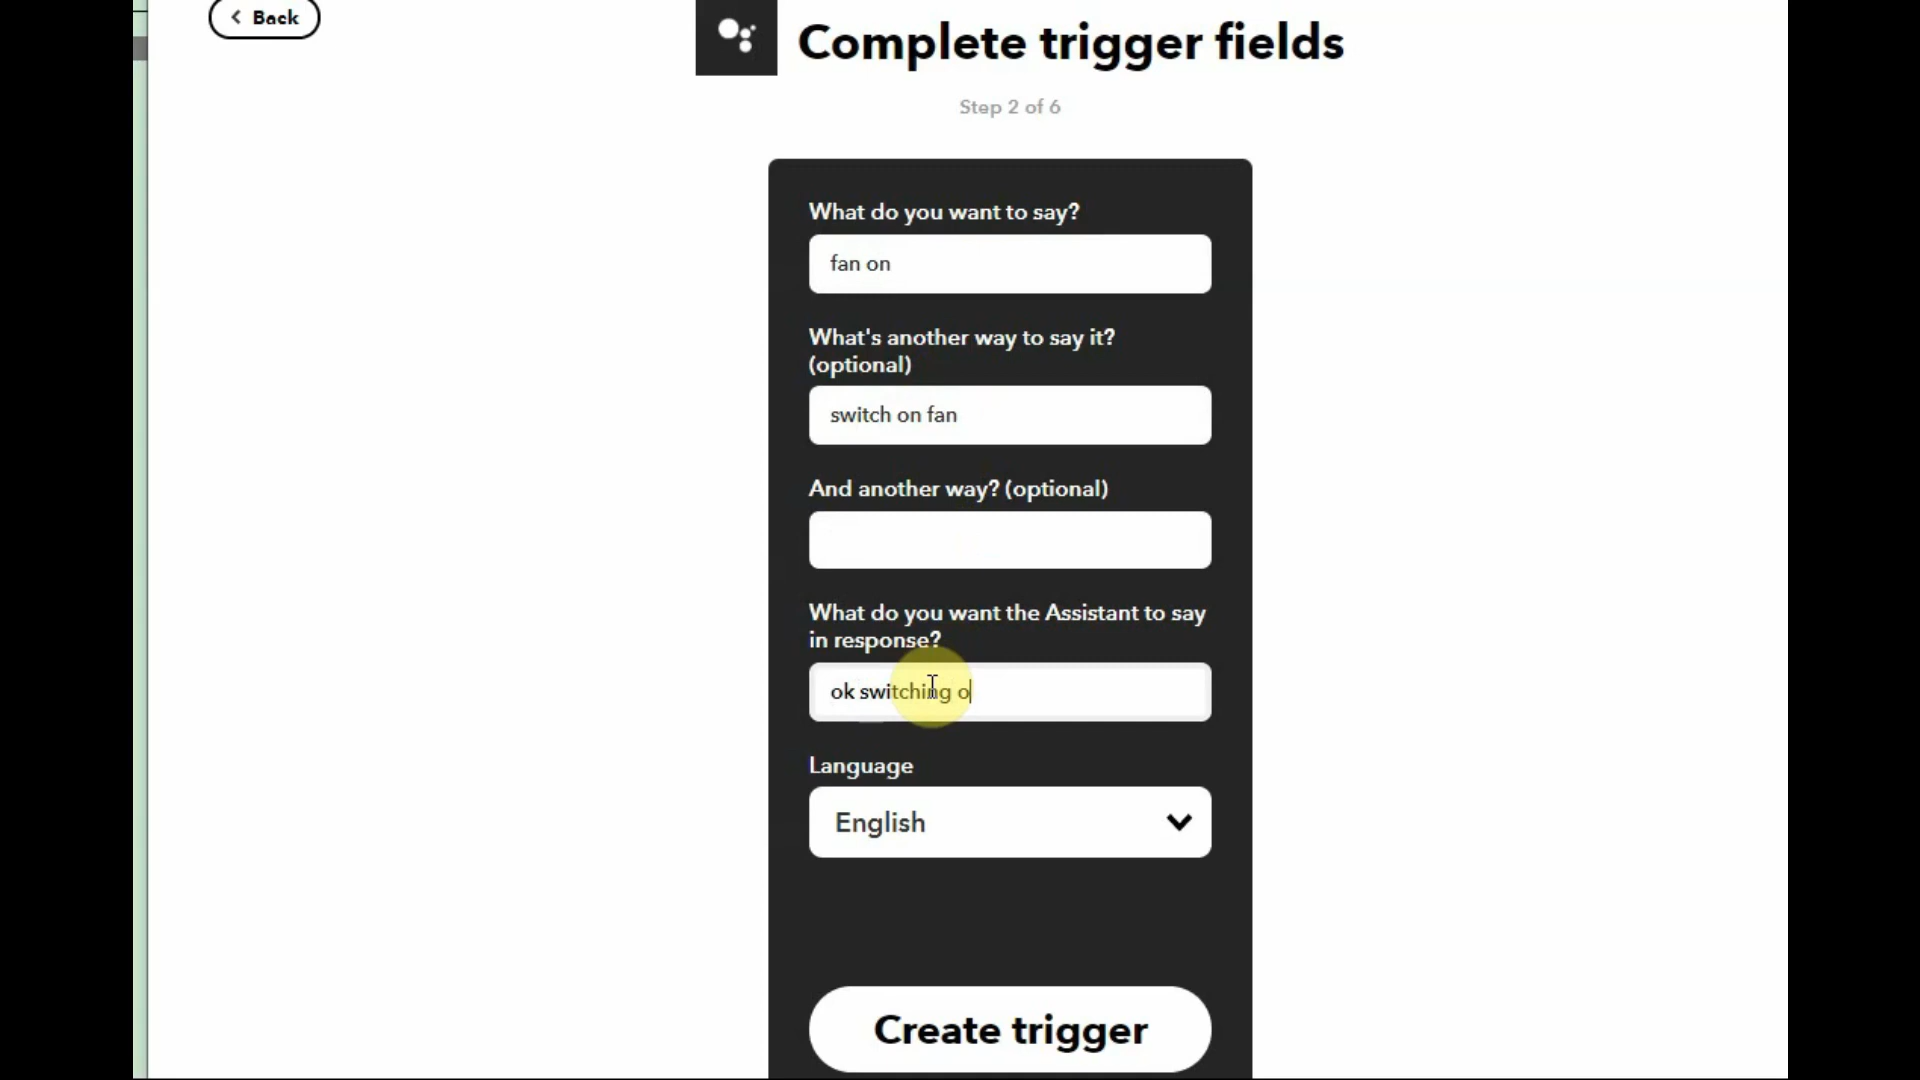 Back
Complete trigger fields
Step 2 of 6
What do you want to say?
fan on
What's another way to say it?
(optional)
switch on fan
And another way? (optional)
What do you want the Assistant to say
in response?
ok switching o
Language
English
Create trigger